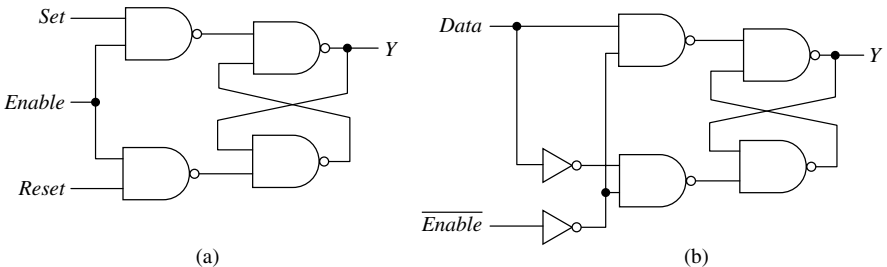 Set
Y
Enable
Reset
(a)
Data
Y
Enable
(b)